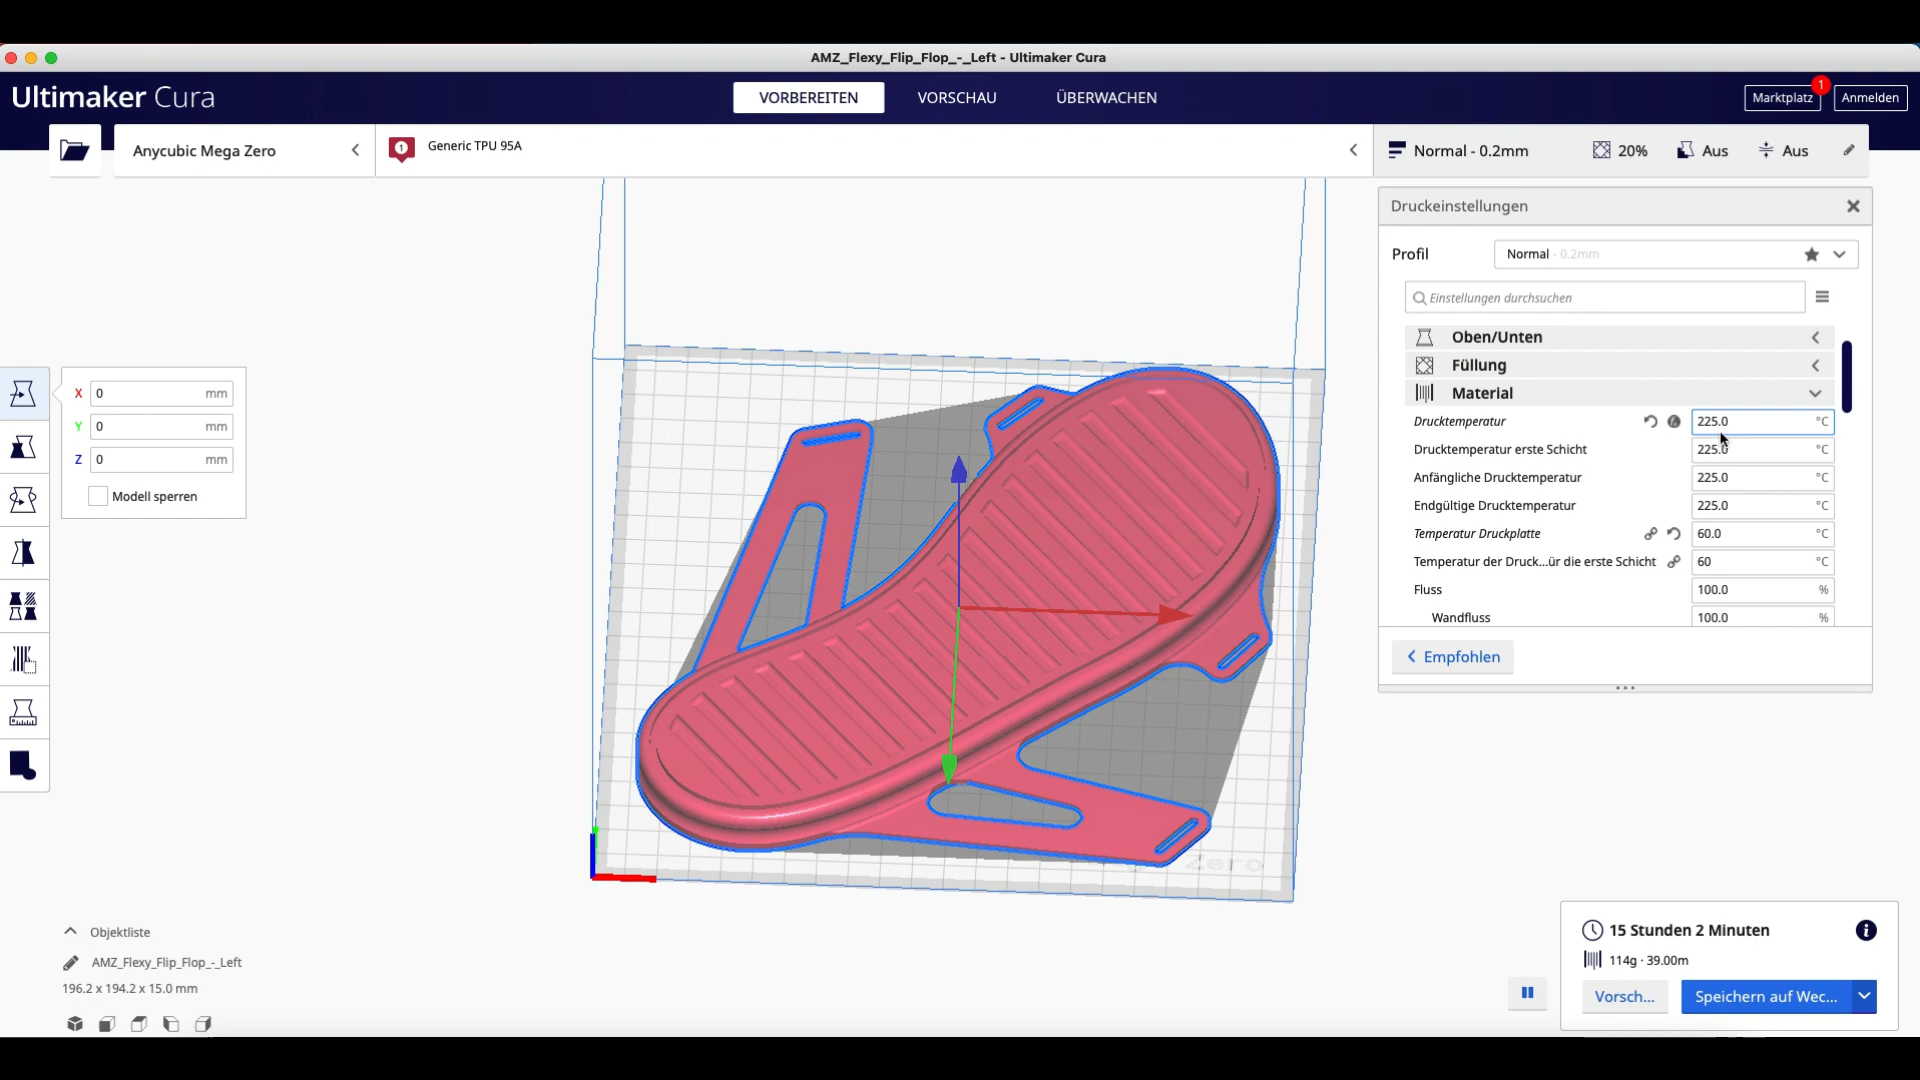 AMZ_Flexy_Flip_Flop_-_Left - Ultimaker Cura
Ultimaker Cura
VORBEREITEN
VORSCHAU
ÜBERWACHEN
Marktplatz
1
Anmelden
Anycubic Mega Zero
1
Generic TPU 95A
Normal - 0.2mm
20%
Aus
Aus
Druckeinstellungen
Profil
Normal - 0.2mm
Einstellungen durchsuchen
Oben/Unten
Füllung
Material
Drucktemperatur 225.0 °C
Drucktemperatur erste Schicht 225.0 °C
Anfängliche Drucktemperatur 225.0 °C
Endgültige Drucktemperatur 225.0 °C
Temperatur Druckplatte 60.0 °C
Temperatur der Druck...ür die erste Schicht 60 °C
Fluss 100.0 %
Wandfluss 100.0 %
Empfohlen
X 0 mm
Y 0 mm
Z 0 mm
Modell sperren
Zero
Objektliste
AMZ_Flexy_Flip_Flop_-_Left
196.2 x 194.2 x 15.0 mm
15 Stunden 2 Minuten
114g · 39.00m
Vorsch...
Speichern auf Wec...